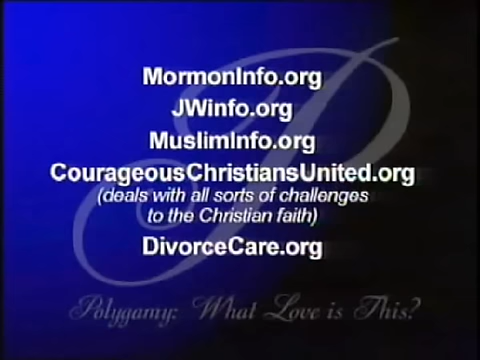 MormonInfo.org
JWinfo.org
MuslimInfo.org
CourageousChristiansUnited.org
(deals with all sorts of challenges
to the Christian faith)
DivorceCare.org
Polygamy: What Love is This?